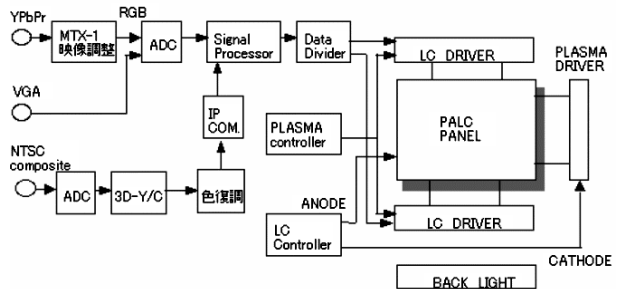 YPbPr
RGB
MTX-1
映像調整
ADC
Signal
Processor
Data
Divider
LC DRIVER
PLASMA
DRIVER
VGA
IP
COM.
PLASMA
controller
PALC
PANEL
NTSC
composite
ADC
3D-Y/C
色復調
ANODE
LC
Controller
LC DRIVER
CATHODE
BACK LIGHT